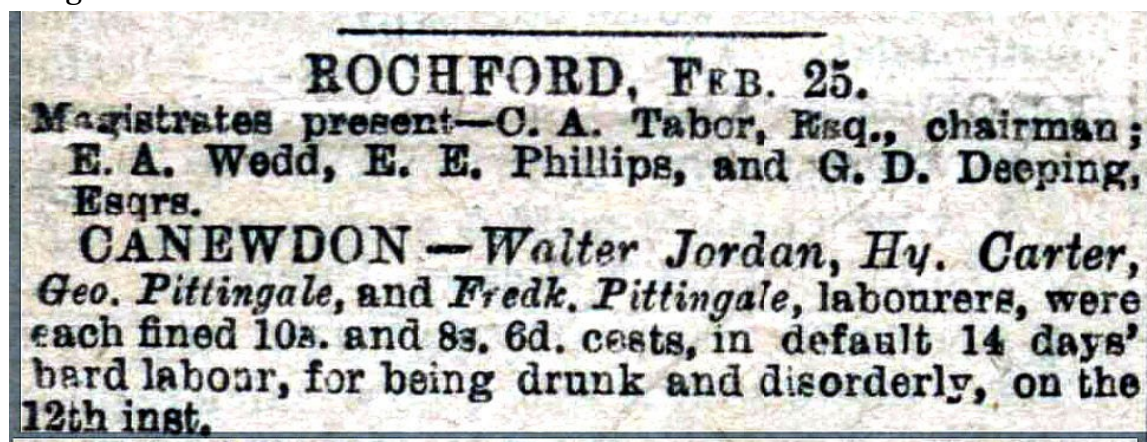 ROCHFORD, FEB. 25.
Magistrates present—C. A. Tabor, Esq., chairman;
E. A. Wedd, E. E. Phillips, and G. D. Deeping,
Esqrs.
CANEWDON—Walter Jordan, Hy. Carter,
Geo. Pittingale, and Fredk. Pittingale, labourers, were
each fined 10s. and 8s. 6d. costs, in default 14 days'
hard labour, for being drunk and disorderly, on the
12th inst.